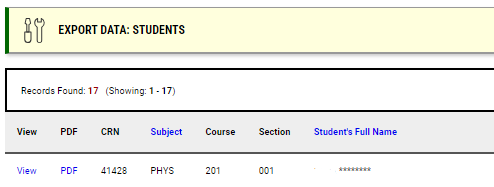 EXPORT DATA: STUDENTS
Records Found: 17 (Showing: 1 - 17)
View PDF CRN Subject Course Section Student's Full Name
View PDF 41428 PHYS 201 001 ********